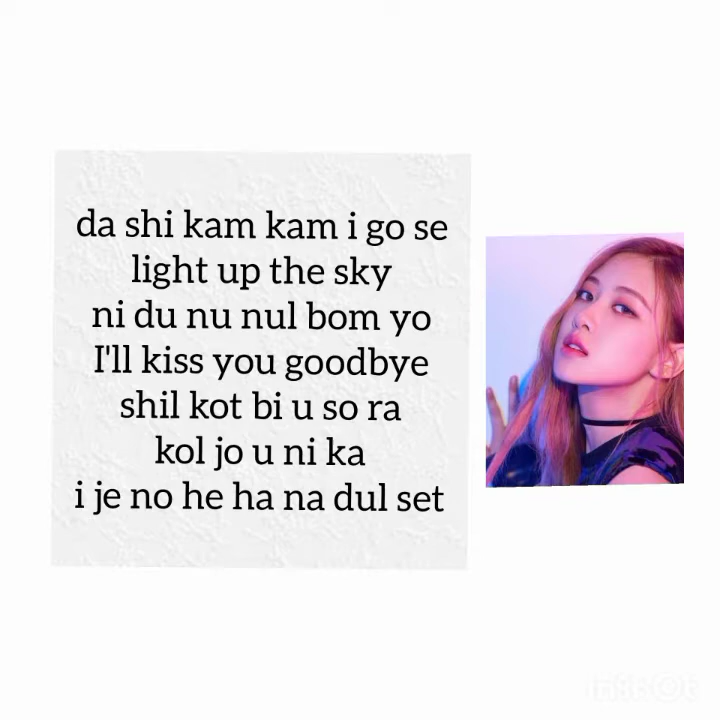 da shi kam kam i go se
light up the sky
ni du nu nul bom yo
I'll kiss you goodbye
shil kot bi u so ra
kol jo u ni ka
i je no he ha na dul set